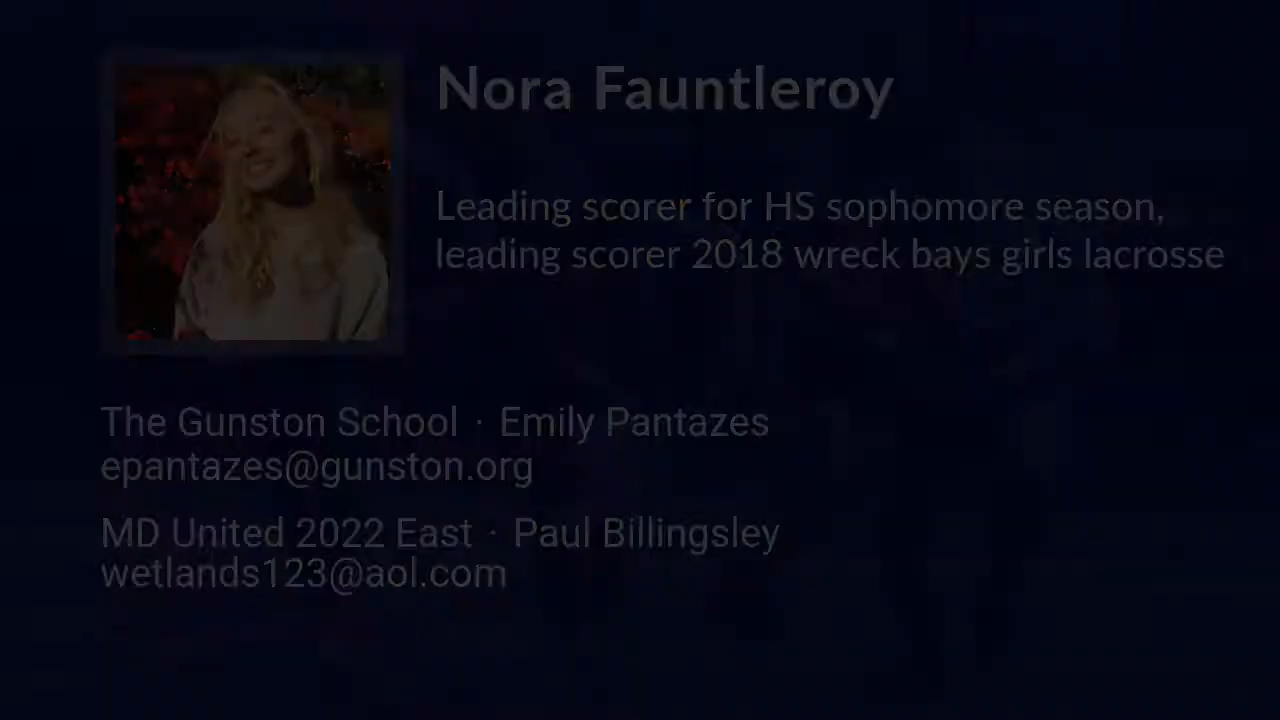 Nora Fauntleroy
Leading scorer for HS sophomore season,
leading scorer 2018 wreck bays girls lacrosse
The Gunston School · Emily Pantazes
epantazes@gunston.org
MD United 2022 East · Paul Billingsley
wetlands123@aol.com